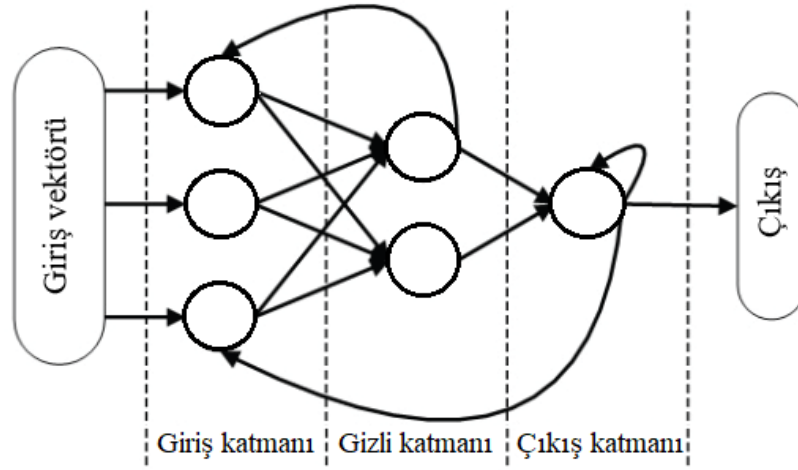 Giriş vektörü
Çıkış
Giriş katmanı
Gizli katmanı
Çıkış katmanı